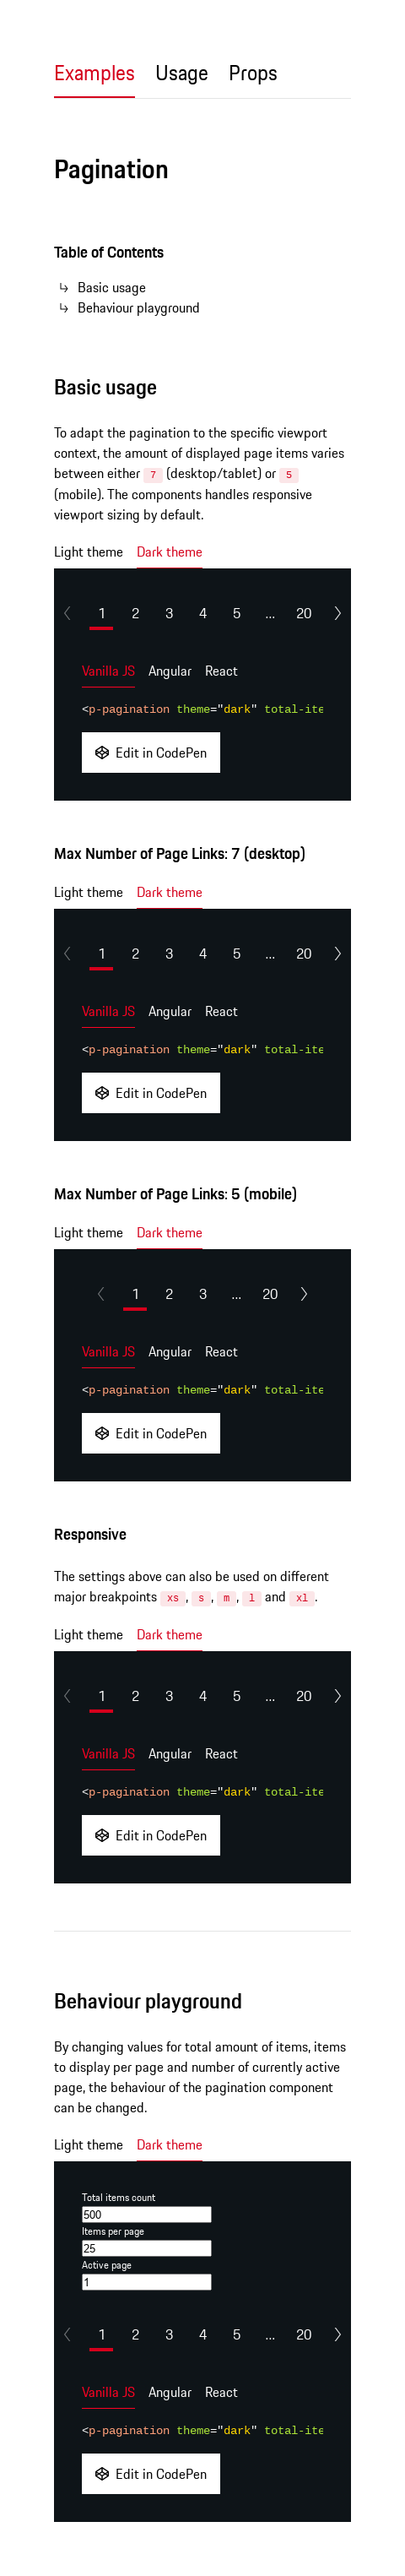 Examples Usage Props
Pagination
Table of Contents
↳ Basic usage
↳ Behaviour playground
Basic usage
To adapt the pagination to the specific viewport
context, the amount of displayed page items varies
between either 7 (desktop/tablet) or 5
(mobile). The components handles responsive
viewport sizing by default.
Light theme Dark theme
1 2 3 4 5 ... 20
Vanilla JS Angular React
<p-pagination theme="dark" total-ite
Edit in CodePen
Max Number of Page Links: 7 (desktop)
Light theme Dark theme
1 2 3 4 5 ... 20
Vanilla JS Angular React
<p-pagination theme="dark" total-ite
Edit in CodePen
Max Number of Page Links: 5 (mobile)
Light theme Dark theme
1 2 3 ... 20
Vanilla JS Angular React
<p-pagination theme="dark" total-ite
Edit in CodePen
Responsive
The settings above can also be used on different
major breakpoints xs, s, m, l and xl.
Light theme Dark theme
1 2 3 4 5 ... 20
Vanilla JS Angular React
<p-pagination theme="dark" total-ite
Edit in CodePen
Behaviour playground
By changing values for total amount of items, items
to display per page and number of currently active
page, the behaviour of the pagination component
can be changed.
Light theme Dark theme
Total items count
500
Items per page
25
Active page
1
1 2 3 4 5 ... 20
Vanilla JS Angular React
<p-pagination theme="dark" total-ite
Edit in CodePen